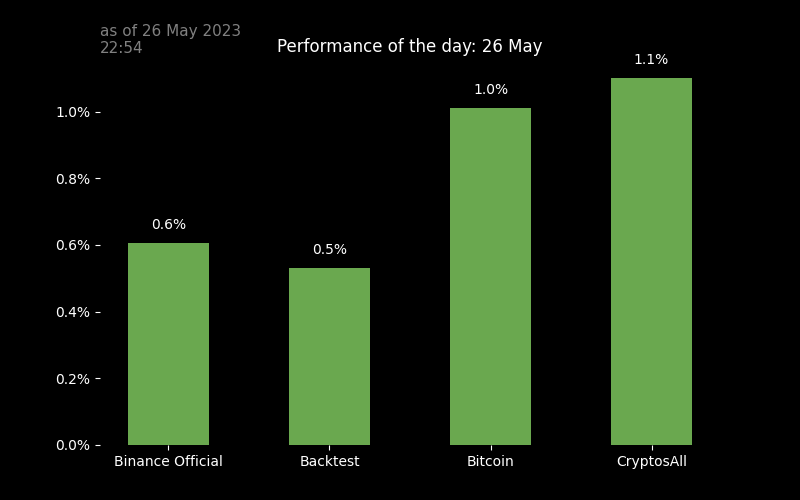 as of 26 May 2023
22:54
Performance of the day: 26 May
1.1%
1.0%
0.6%
0.5%
1.0%
0.8%
0.6%
0.4%
0.2%
0.0%
Binance Official
Backtest
Bitcoin
CryptosAll